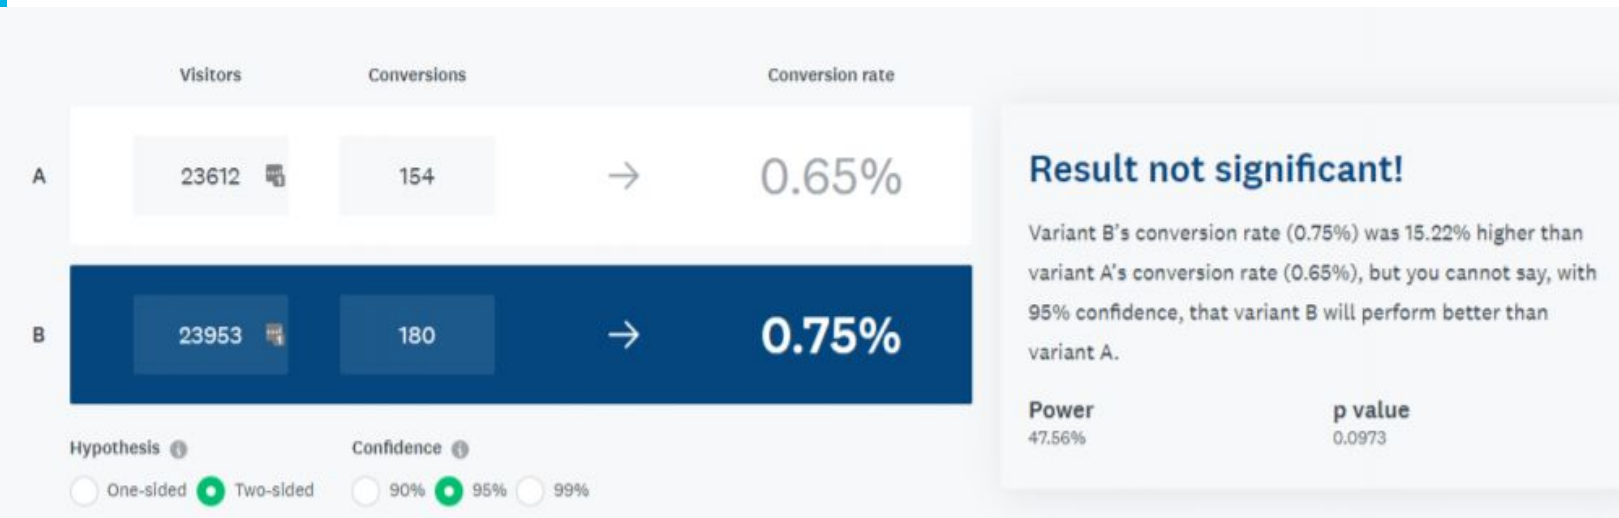 Visitors Conversions Conversion rate
A 23612 154 → 0.65%
B 23953 180 → 0.75%
Hypothesis Confidence
One-sided Two-sided 90% 95% 99%
Result not significant!
Variant B's conversion rate (0.75%) was 15.22% higher than
variant A's conversion rate (0.65%), but you cannot say, with
95% confidence, that variant B will perform better than
variant A.
Power p value
47.56% 0.0973